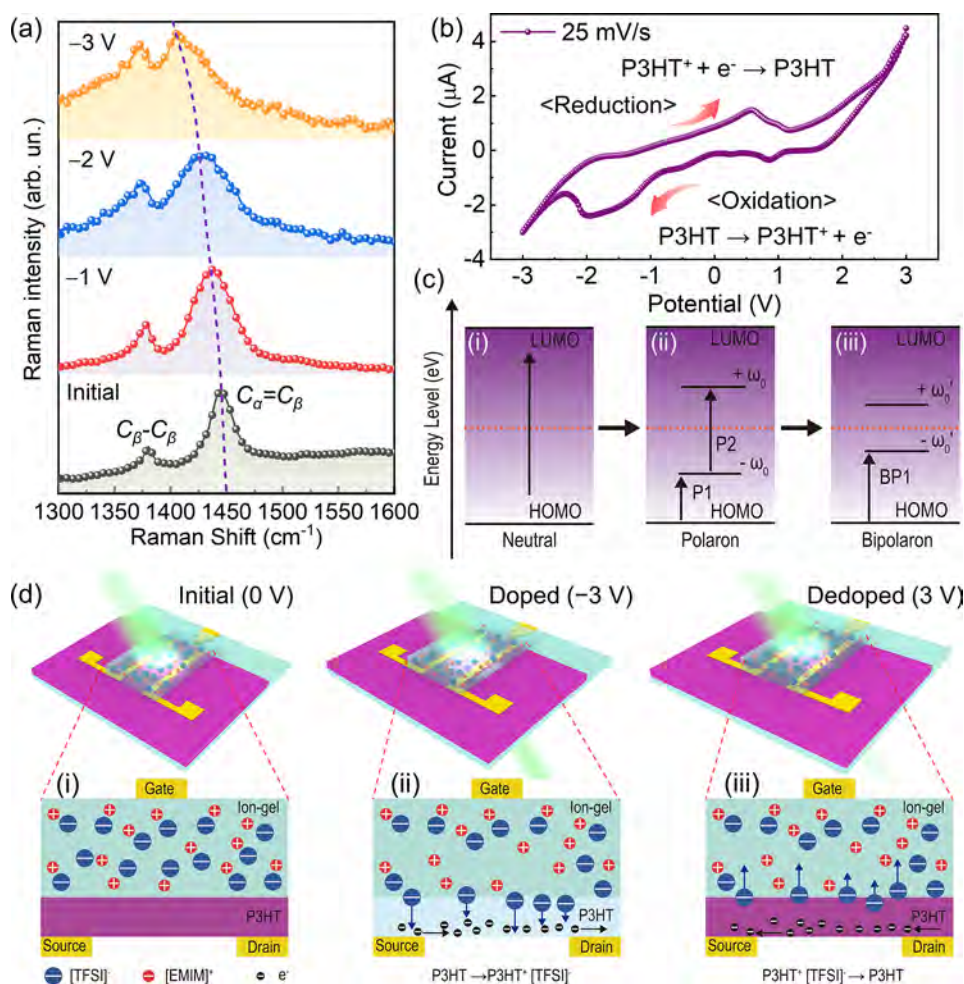 (a)
−3 V
−2 V
−1 V
Initial
Cβ-Cβ
Cα=Cβ
Raman intensity (arb. un.)
1300 1350 1400 1450 1500 1550 1600
Raman Shift (cm⁻¹)
(b)
25 mV/s
P3HT⁺ + e⁻ → P3HT
<Reduction>
<Oxidation>
P3HT → P3HT⁺ + e⁻
Current (µA)
4
2
0
-2
-4
-3 -2 -1 0 1 2 3
Potential (V)
(c)
Energy Level (eV)
(i)
LUMO
HOMO
Neutral
(ii)
LUMO
+ ω₀
P2
- ω₀
P1
HOMO
Polaron
(iii)
LUMO
+ ω₀'
- ω₀'
BP1
HOMO
Bipolaron
(d)
Initial (0 V)
Doped (−3 V)
Dedoped (3 V)
(i)
Gate
Ion-gel
P3HT
Source
Drain
(ii)
Gate
Ion-gel
P3HT
Source
Drain
(iii)
Gate
Ion-gel
P3HT
Source
Drain
[TFSI]⁻
[EMIM]⁺
e⁻
P3HT→P3HT⁺ [TFSI]⁻
P3HT⁺ [TFSI]⁻→ P3HT